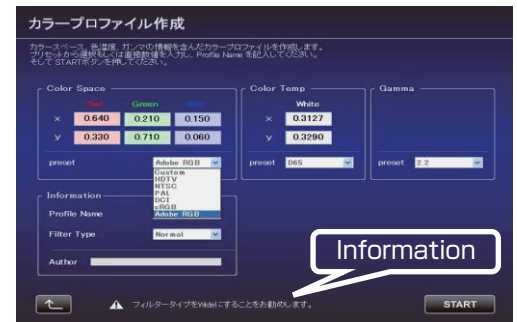 カラープロファイル作成
カラースペース、色温度、ガンマの情報を含んだカラープロファイルを作成します。
プリセットから選択もしくは直接数値を入力し、Profile Name を記入してください。
そして STARTボタンを押してください。
Color Space
Red Green
x 0.640 0.210 0.150
y 0.330 0.710 0.060
preset Adobe RGB
Custom
HDTV
NTSC
PAL
DCI
sRGB
Adobe RGB
Color Temp
White
x 0.3127
y 0.3290
preset D65
Gamma
preset 2.2
Information
Profile Name
Filter Type Normal
Author
Information
フィルタータイプをWideにすることをお勧めします。
START